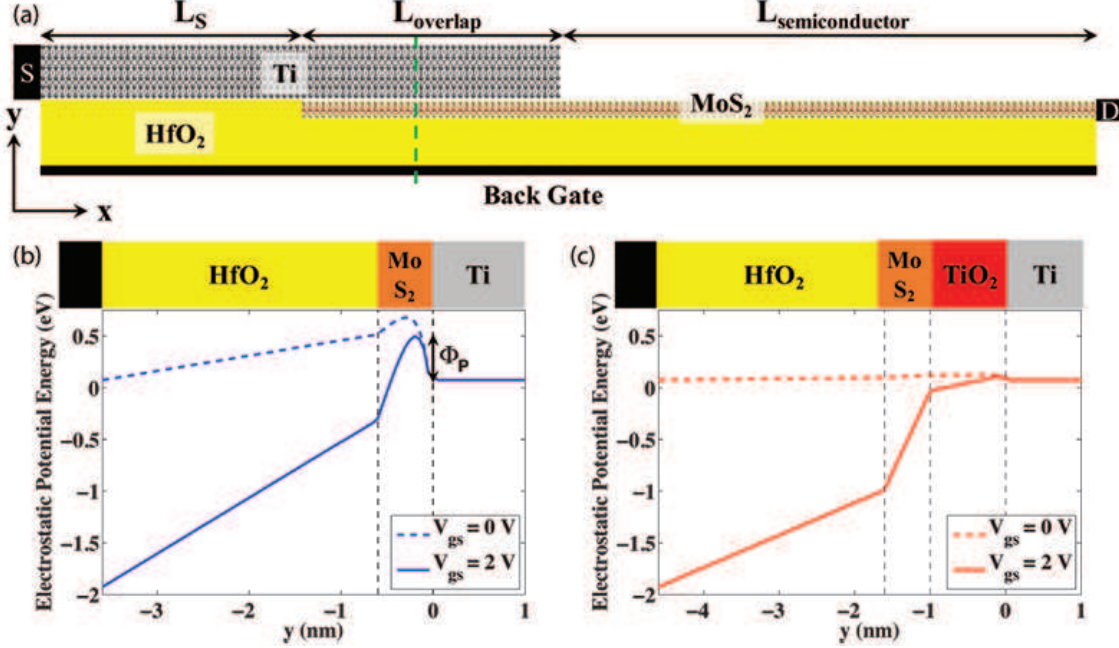 (a)
L_S L_overlap L_semiconductor
S Ti
MoS₂ D
y HfO₂
Back Gate
x
(b)
HfO₂ Mo S₂ Ti
Electrostatic Potential Energy (eV)
0.5
0
−0.5
−1
−1.5
−2
Φ_P
V_gs = 0 V
V_gs = 2 V
−3 −2 −1 0 1
y (nm)
(c)
HfO₂ Mo S₂ TiO₂ Ti
Electrostatic Potential Energy (eV)
0.5
0
−0.5
−1
−1.5
−2
V_gs = 0 V
V_gs = 2 V
−4 −3 −2 −1 0 1
y (nm)